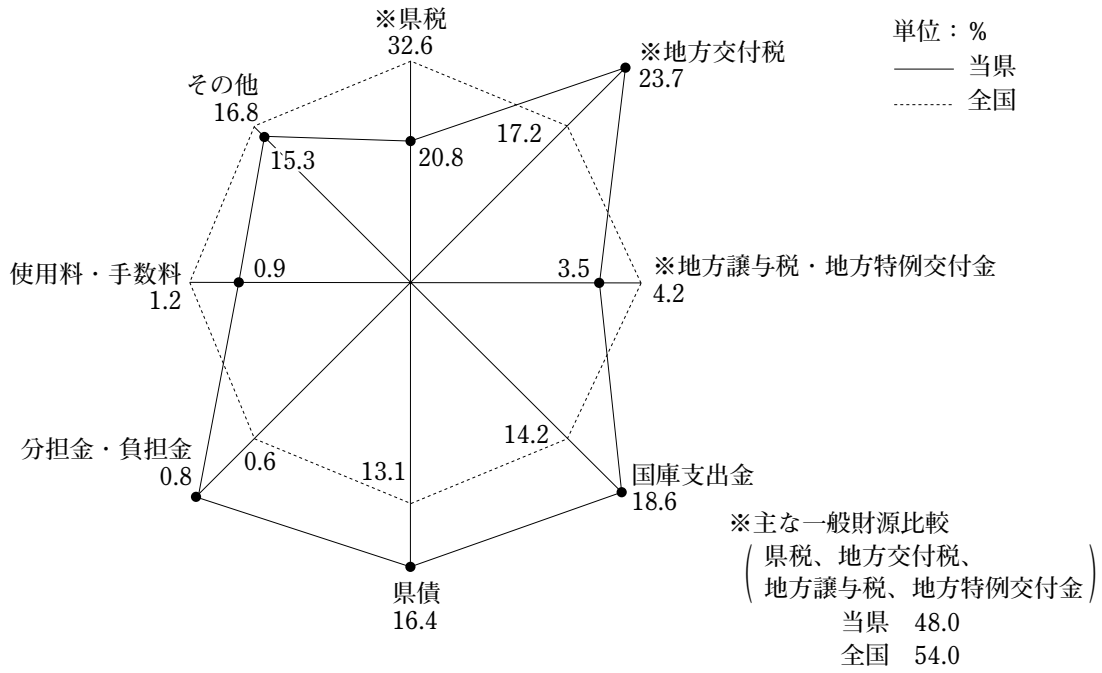 ※県税
32.6
単位：%
当県
全国
※地方交付税
23.7
その他
16.8
17.2
20.8
15.3
使用料・手数料
1.2
0.9
3.5
※地方譲与税・地方特例交付金
4.2
分担金・負担金
0.8
0.6
13.1
14.2
国庫支出金
18.6
県債
16.4
※主な一般財源比較
(県税、地方交付税、
地方譲与税、地方特例交付金)
当県 48.0
全国 54.0